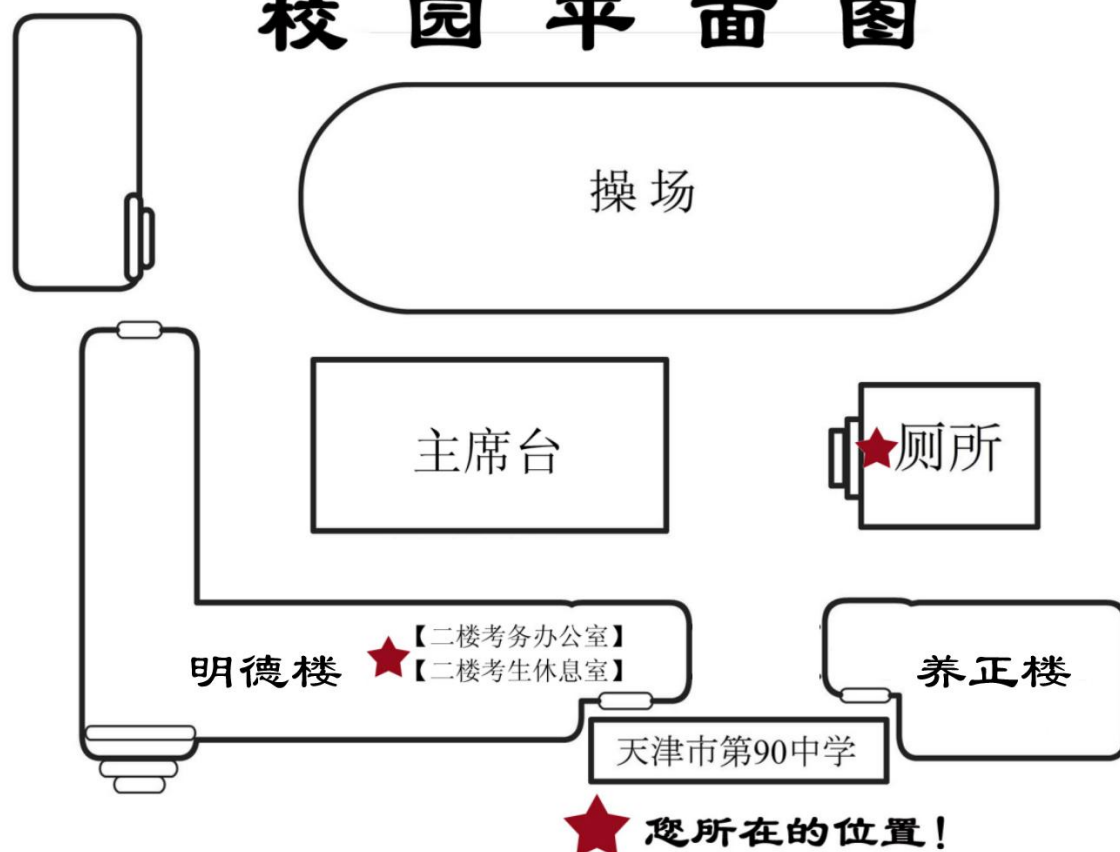 校园平面图
操场
主席台
厕所
【二楼考务办公室】
明德楼
【二楼考生休息室】
养正楼
天津市第90中学
您所在的位置！